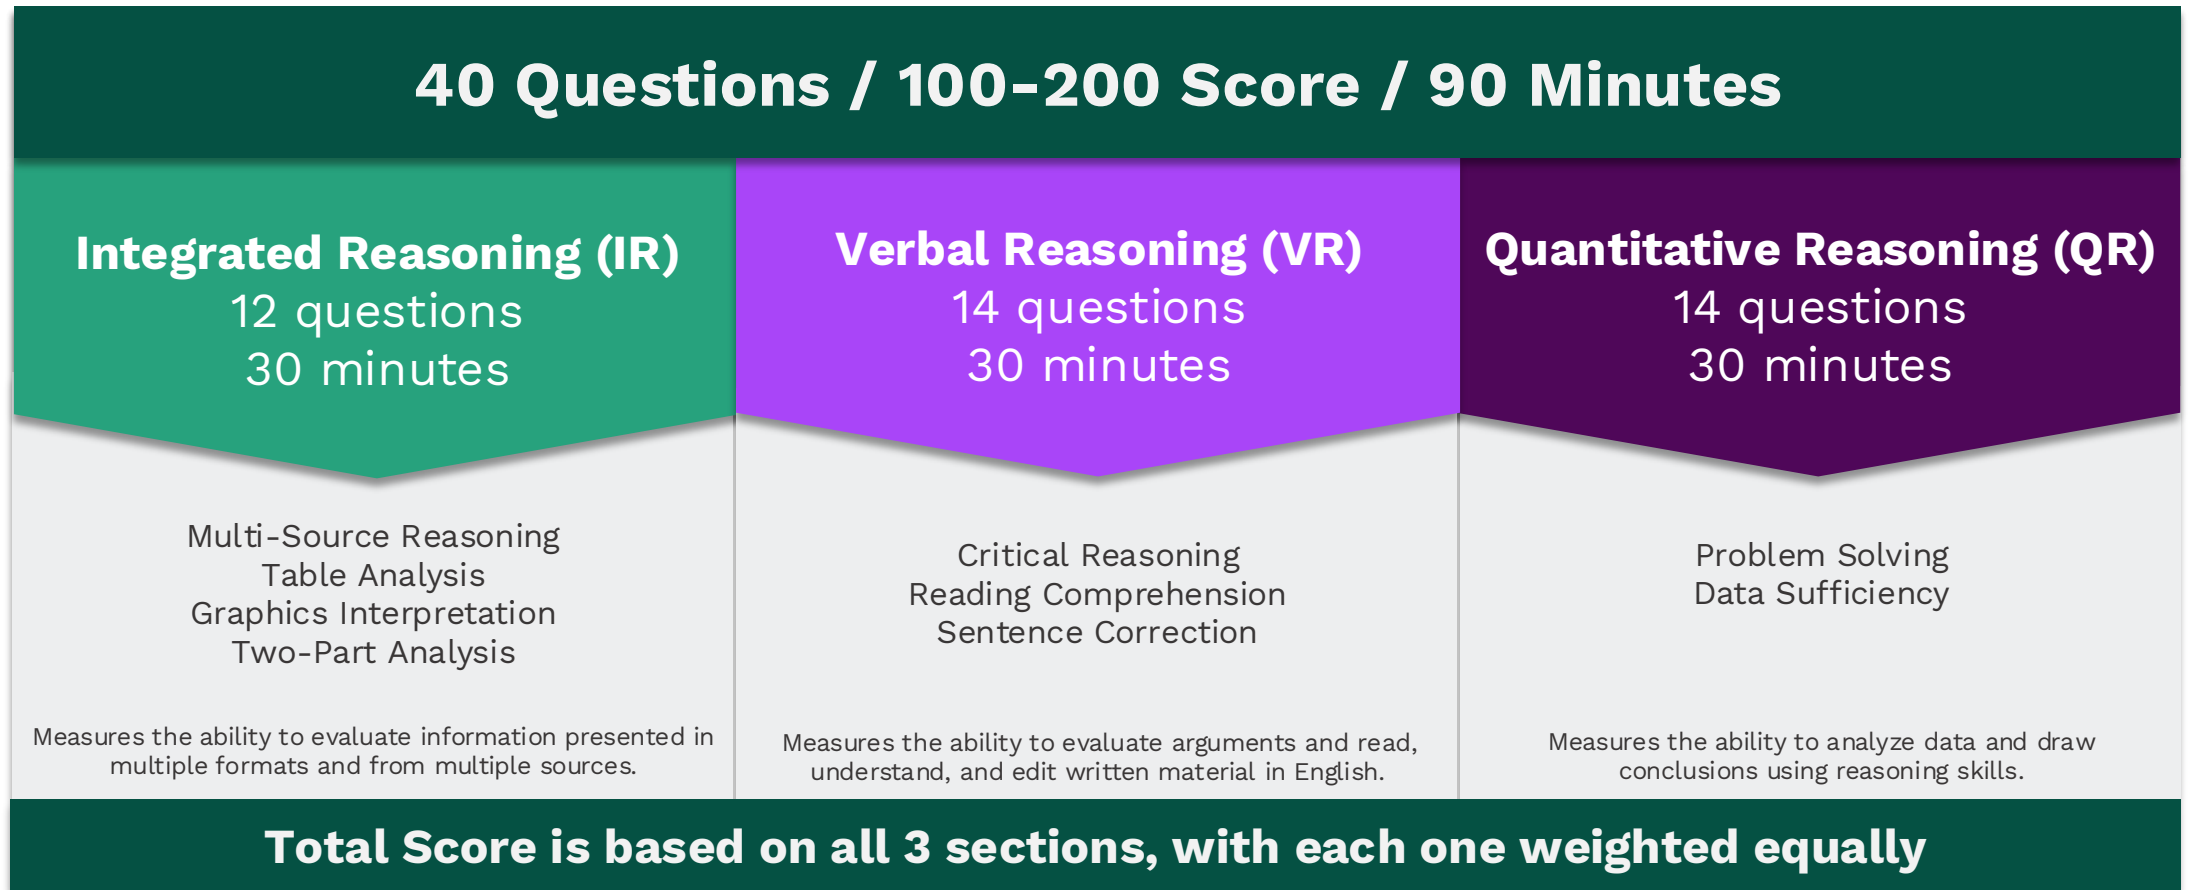 40 Questions / 100-200 Score / 90 Minutes
Integrated Reasoning (IR)
12 questions
30 minutes
Multi-Source Reasoning
Table Analysis
Graphics Interpretation
Two-Part Analysis
Measures the ability to evaluate information presented in
multiple formats and from multiple sources.
Verbal Reasoning (VR)
14 questions
30 minutes
Critical Reasoning
Reading Comprehension
Sentence Correction
Measures the ability to evaluate arguments and read,
understand, and edit written material in English.
Quantitative Reasoning (QR)
14 questions
30 minutes
Problem Solving
Data Sufficiency
Measures the ability to analyze data and draw
conclusions using reasoning skills.
Total Score is based on all 3 sections, with each one weighted equally